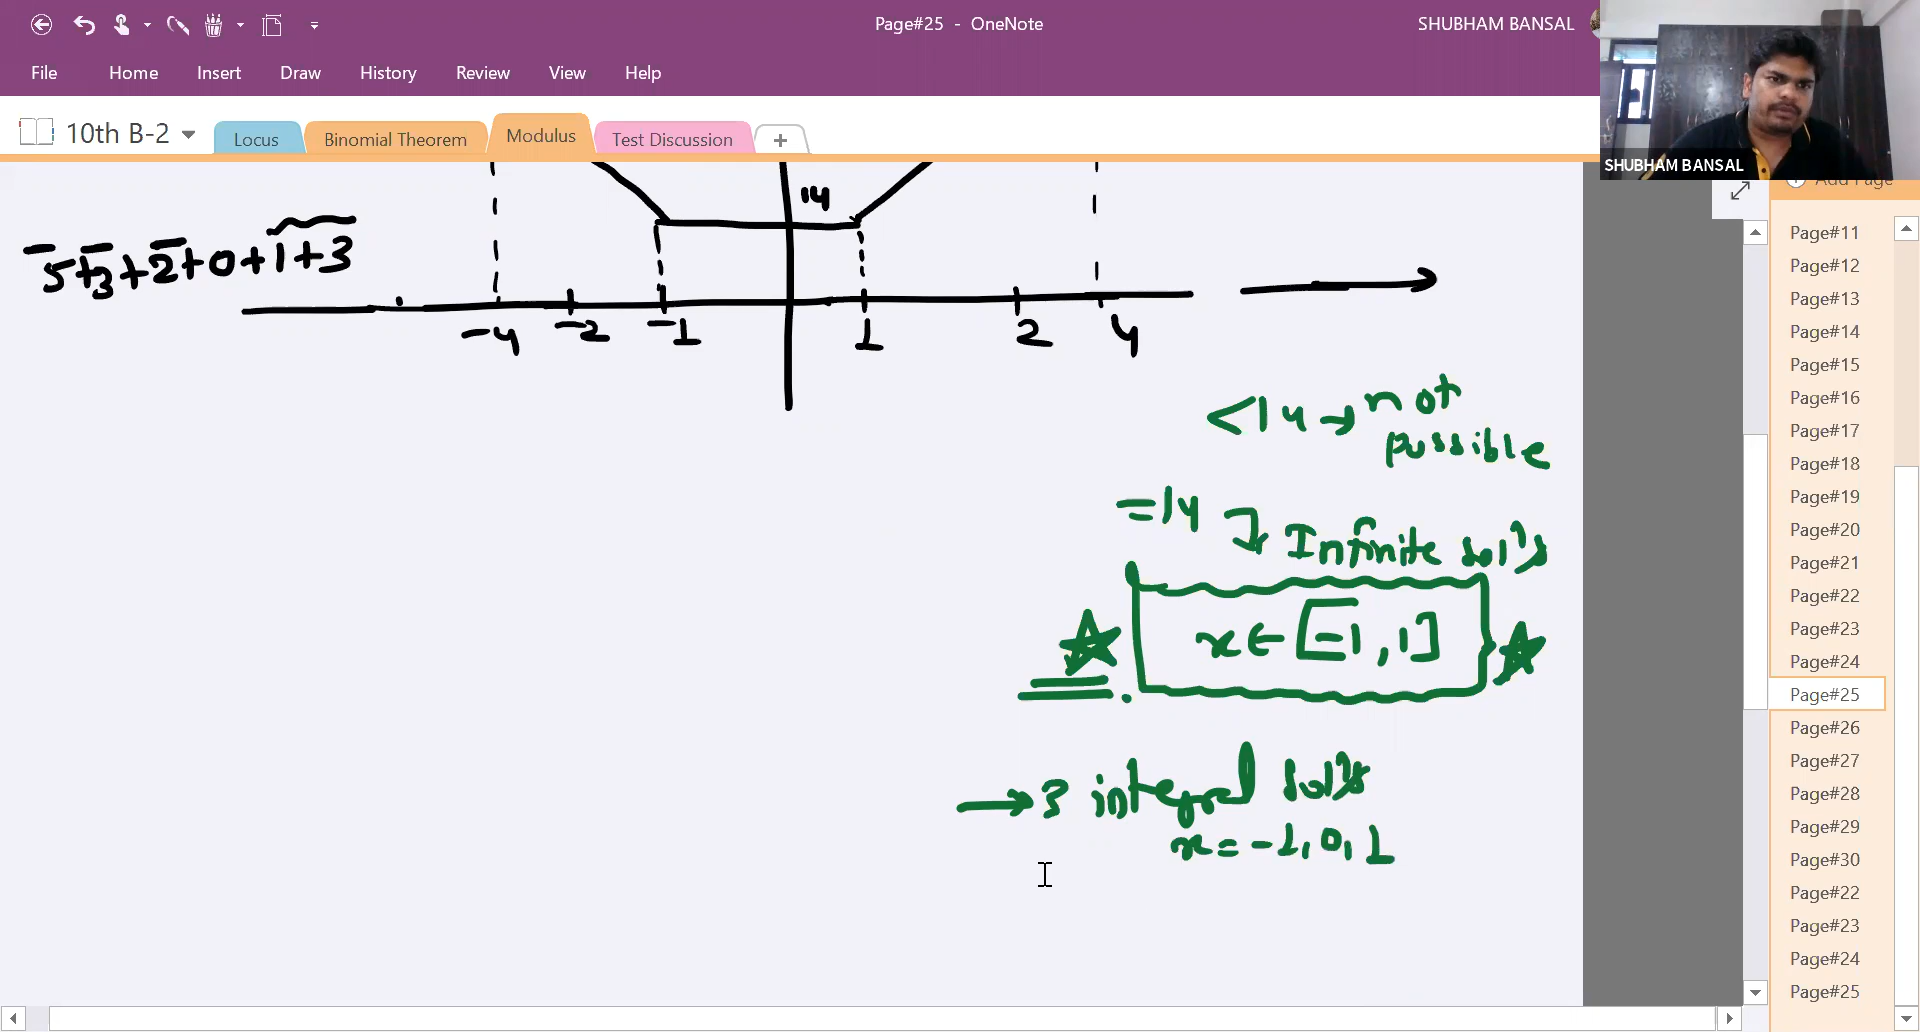 Page#25 - OneNote
SHUBHAM BANSAL
File Home Insert Draw History Review View Help
SHUBHAM BANSAL
10th B-2 Locus Binomial Theorem Modulus Test Discussion +
Add Page
Page#11
Page#12
Page#13
Page#14
Page#15
Page#16
Page#17
Page#18
Page#19
Page#20
Page#21
Page#22
Page#23
Page#24
Page#25
Page#26
Page#27
Page#28
Page#29
Page#30
Page#22
Page#23
Page#24
Page#25
14
5+3+2+0+1+3
-4 -2 -1 1 2 4
<14 → not
possible
=14
Infinite sol's
x ∈ [-1, 1]
→ 3 integral sol's
x = -1, 0, 1